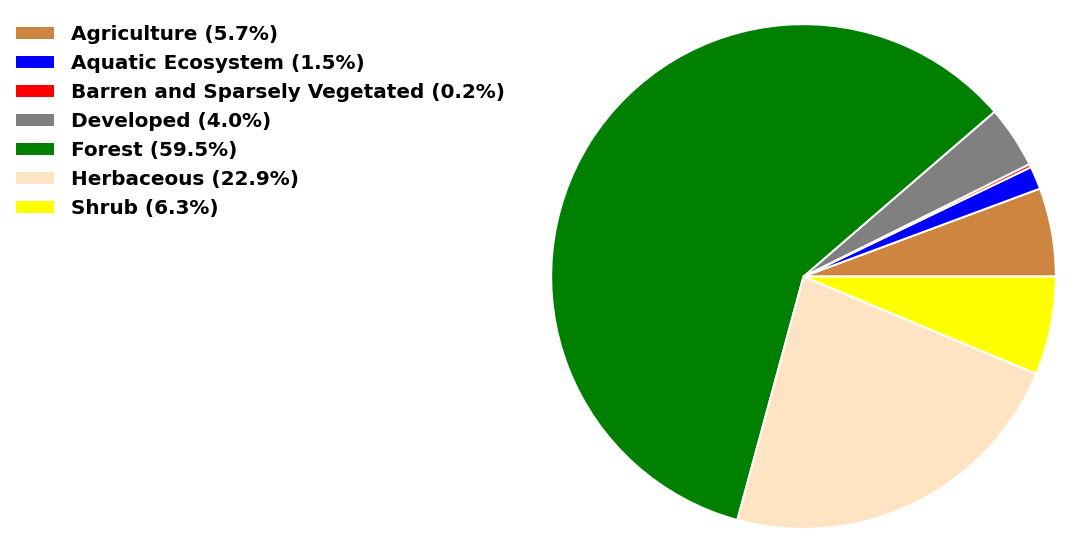 Agriculture (5.7%)
Aquatic Ecosystem (1.5%)
Barren and Sparsely Vegetated (0.2%)
Developed (4.0%)
Forest (59.5%)
Herbaceous (22.9%)
Shrub (6.3%)